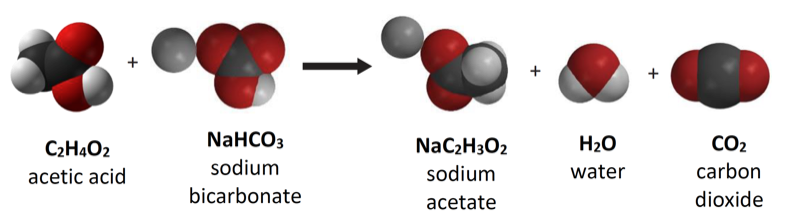 +
+
+
C₂H₄O₂
acetic acid
NaHCO₃
sodium
bicarbonate
NaC₂H₃O₂
sodium
acetate
H₂O
water
CO₂
carbon
dioxide